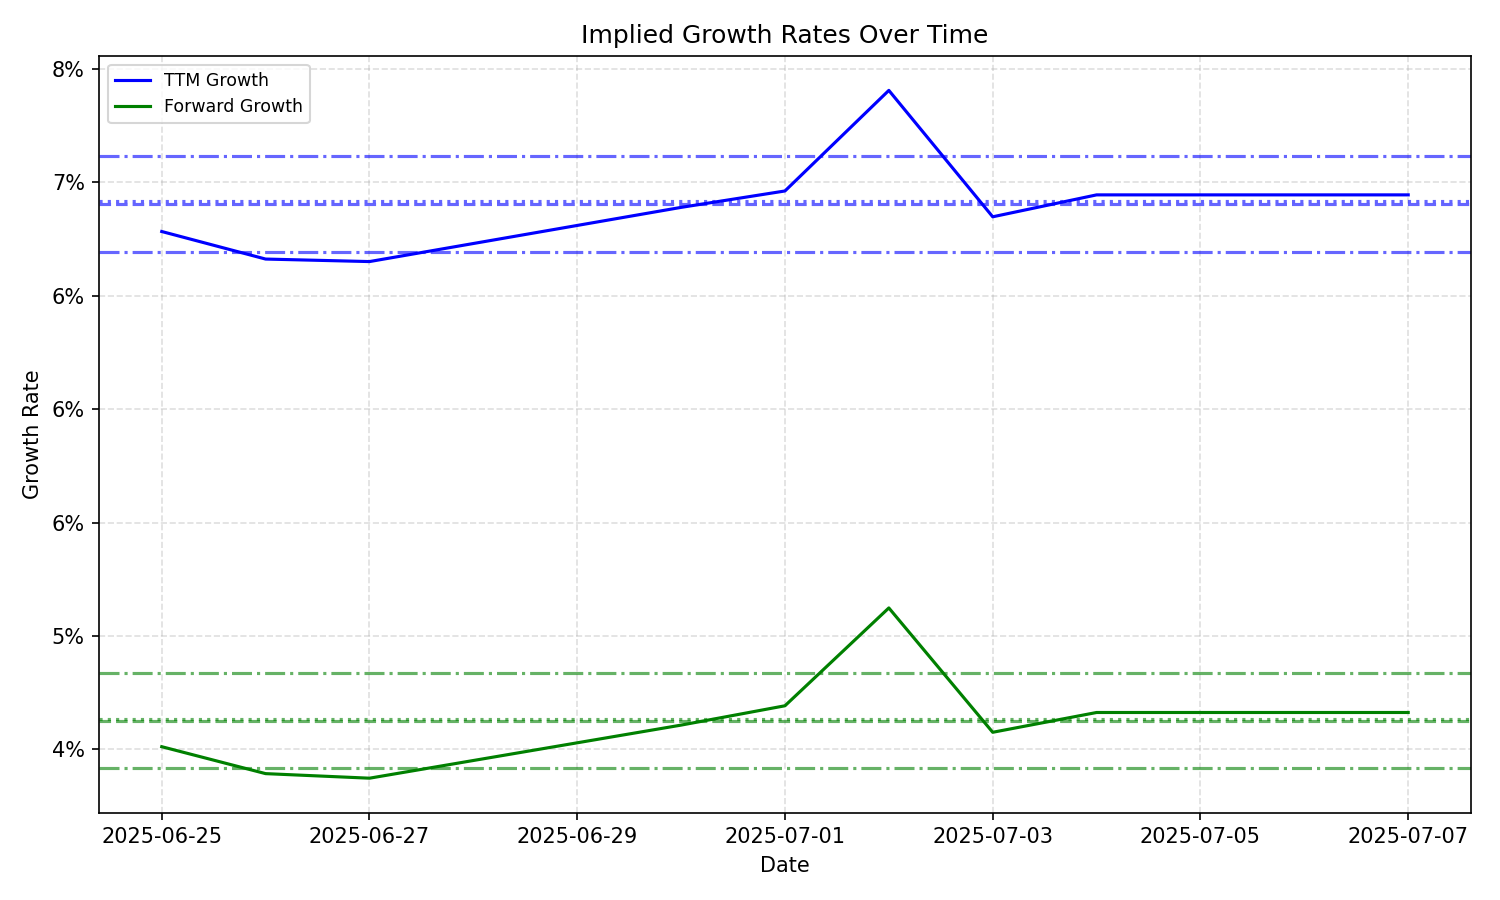 Implied Growth Rates Over Time
TTM Growth
Forward Growth
8%
7%
6%
6%
6%
5%
4%
Growth Rate
2025-06-25
2025-06-27
2025-06-29
2025-07-01
2025-07-03
2025-07-05
2025-07-07
Date